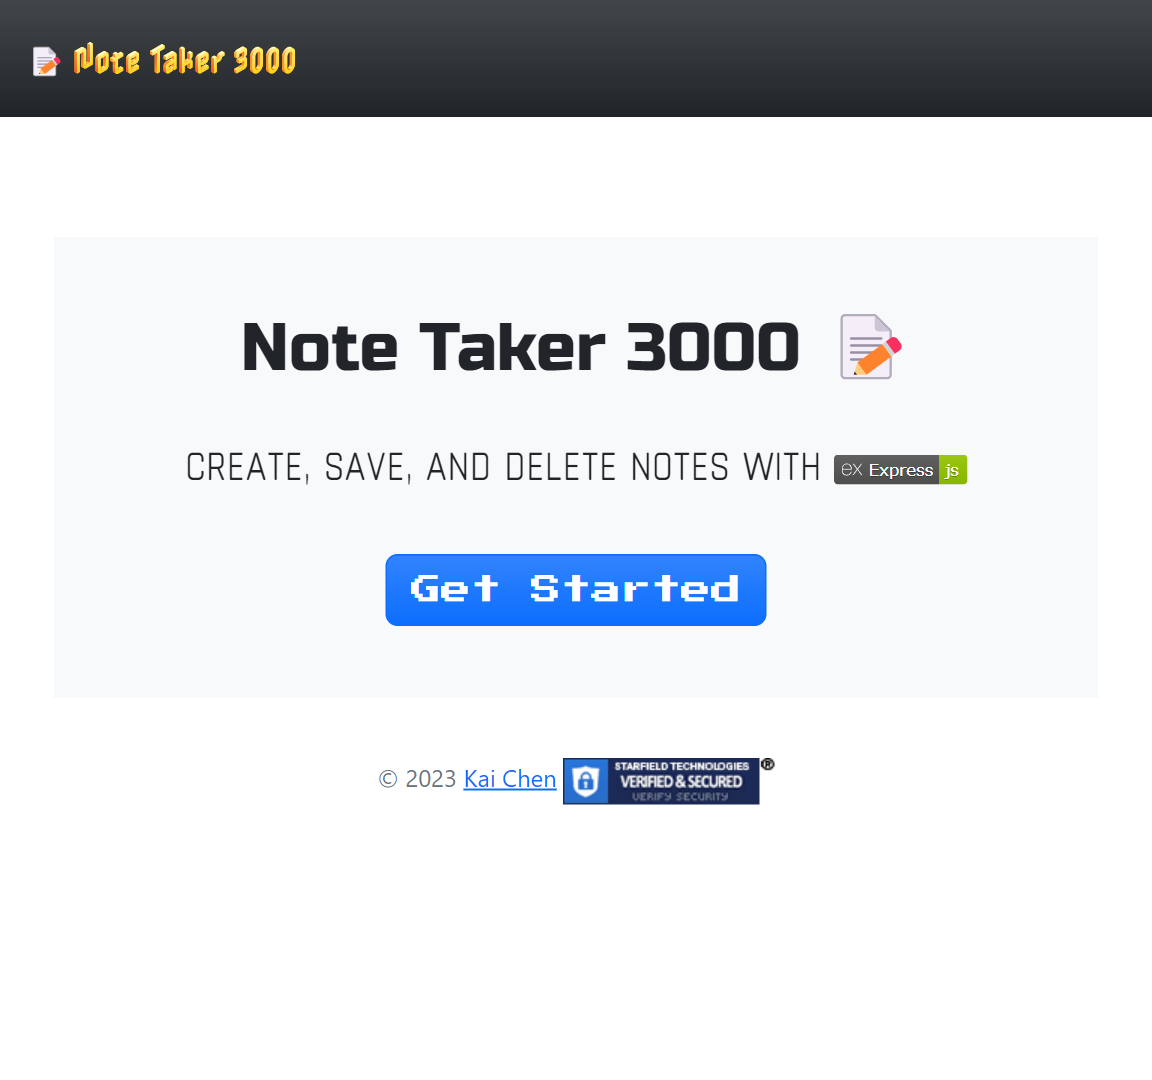 Note Taker 3000
Note Taker 3000
CREATE, SAVE, AND DELETE NOTES WITH ex Express js
Get Started
© 2023 Kai Chen
STARFIELD TECHNOLOGIES ®
VERIFIED & SECURED
VERIFY SECURITY